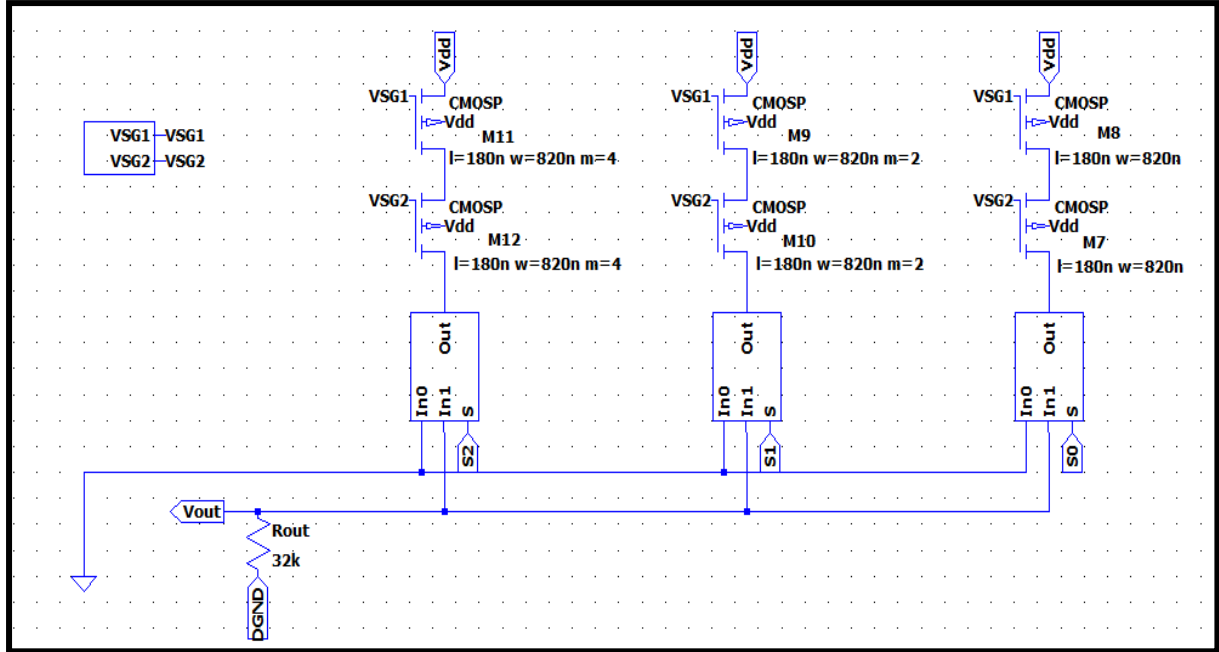 Vdd
Vdd
Vdd
VSG1
CMOSP
Vdd
M11
l=180n w=820n m=4
VSG1
CMOSP
Vdd
M9
l=180n w=820n m=2
VSG1
CMOSP
Vdd
M8
l=180n w=820n
VSG1 VSG1
VSG2 VSG2
VSG2
CMOSP
Vdd
M12
l=180n w=820n m=4
VSG2
CMOSP
Vdd
M10
l=180n w=820n m=2
VSG2
CMOSP
Vdd
M7
l=180n w=820n
Out
In0 In1 S
S2
Out
In0 In1 S
S1
Out
In0 In1 S
S0
Vout
Rout
32k
DGND